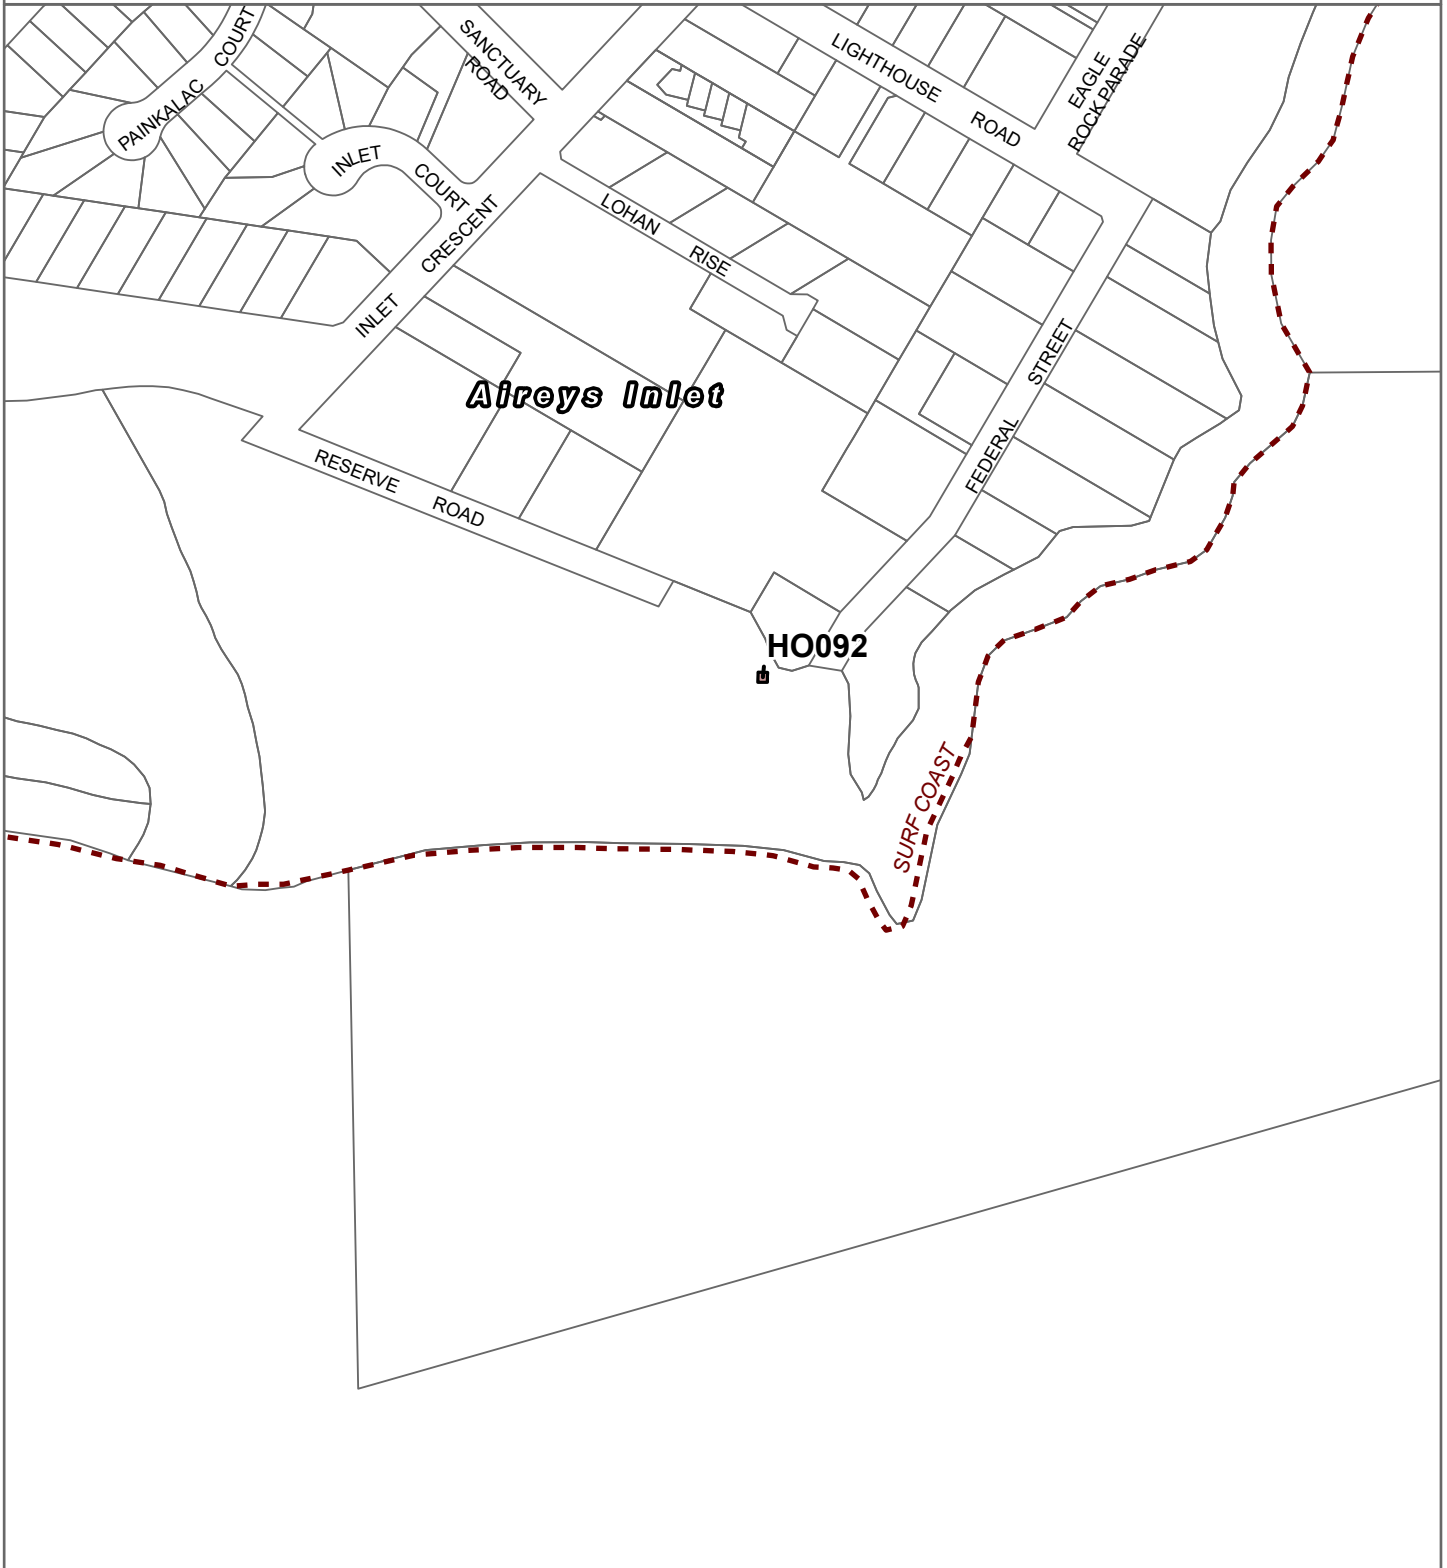 PAINKALAC COURT
SANCTUARY
ROAD
LIGHTHOUSE ROAD
EAGLE
ROCK PARADE
INLET COURT
INLET CRESCENT
LOHAN RISE
FEDERAL STREET
Aireys Inlet
RESERVE ROAD
HO092
SURF COAST